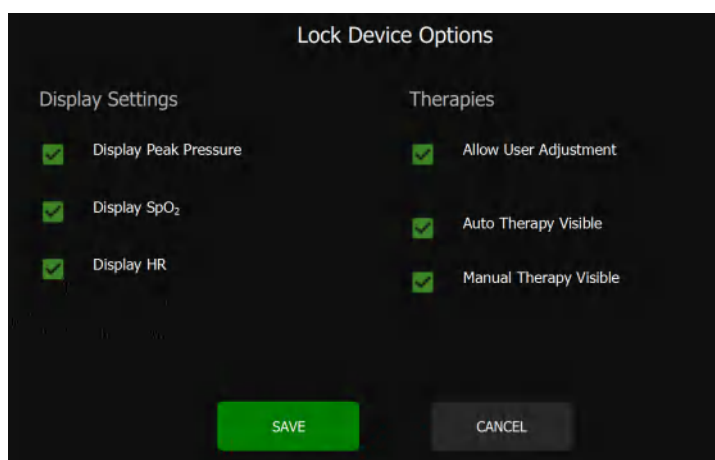 Lock Device Options
Display Settings
Display Peak Pressure
Display SpO₂
Display HR
Therapies
Allow User Adjustment
Auto Therapy Visible
Manual Therapy Visible
SAVE
CANCEL